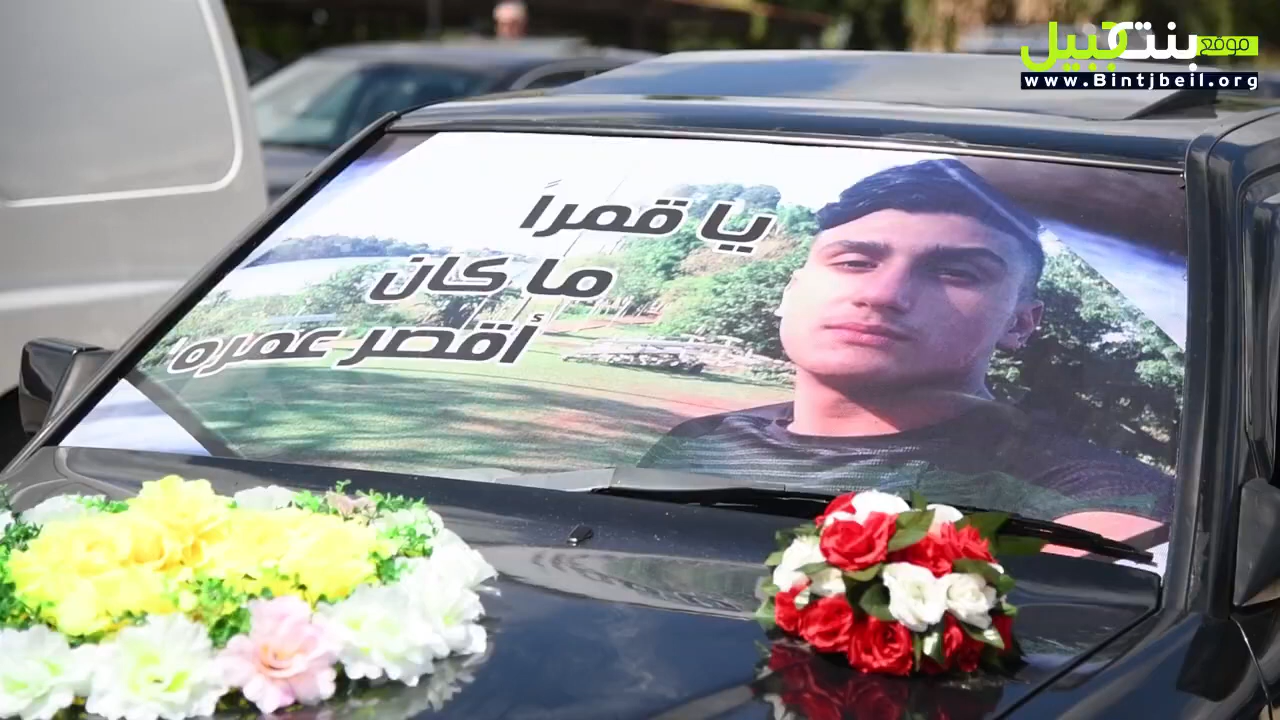 موقع بنت جبيل
www.Bintjbeil.org
يا قمراً
ما كان
أقصر عمره